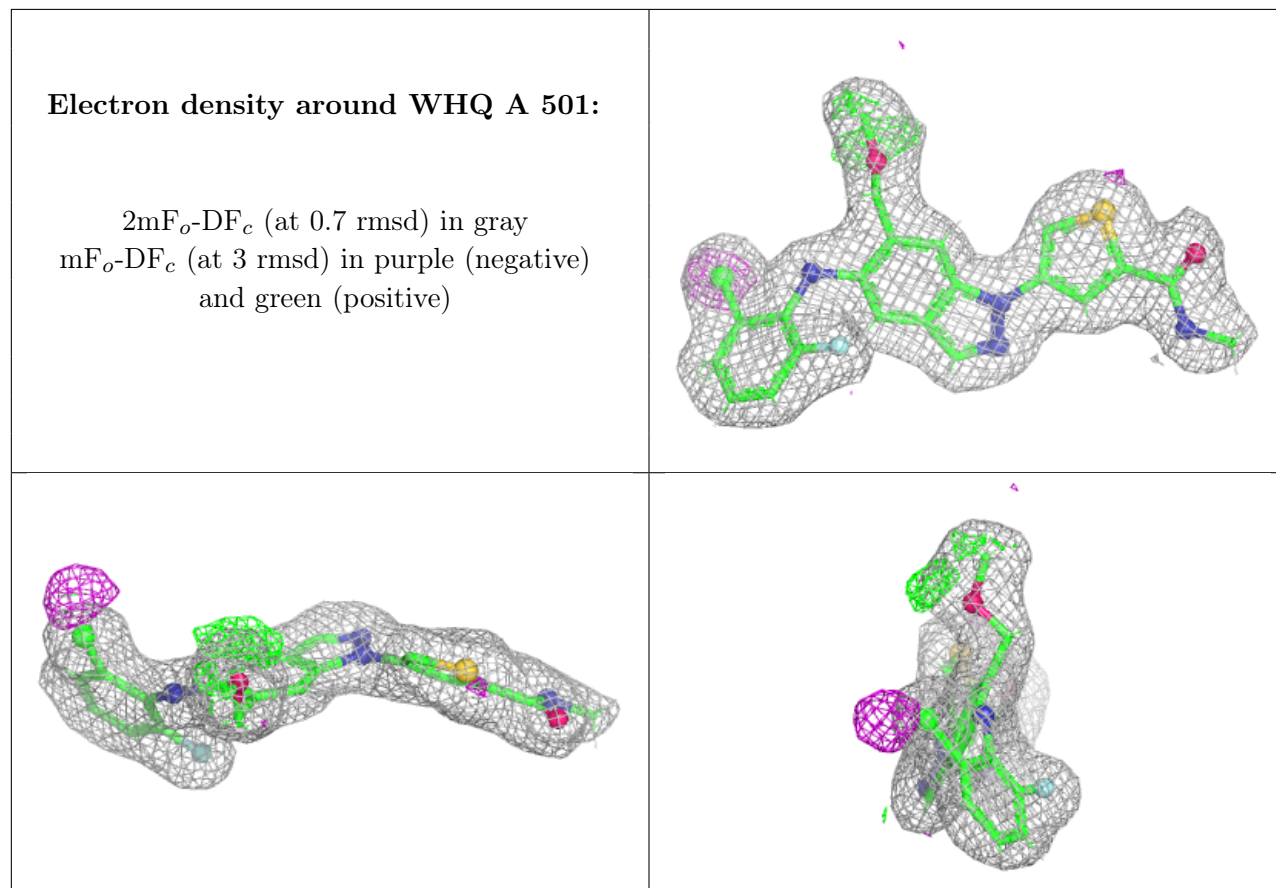 Electron density around WHQ A 501:
2mFo-DFc (at 0.7 rmsd) in gray
mFo-DFc (at 3 rmsd) in purple (negative)
and green (positive)